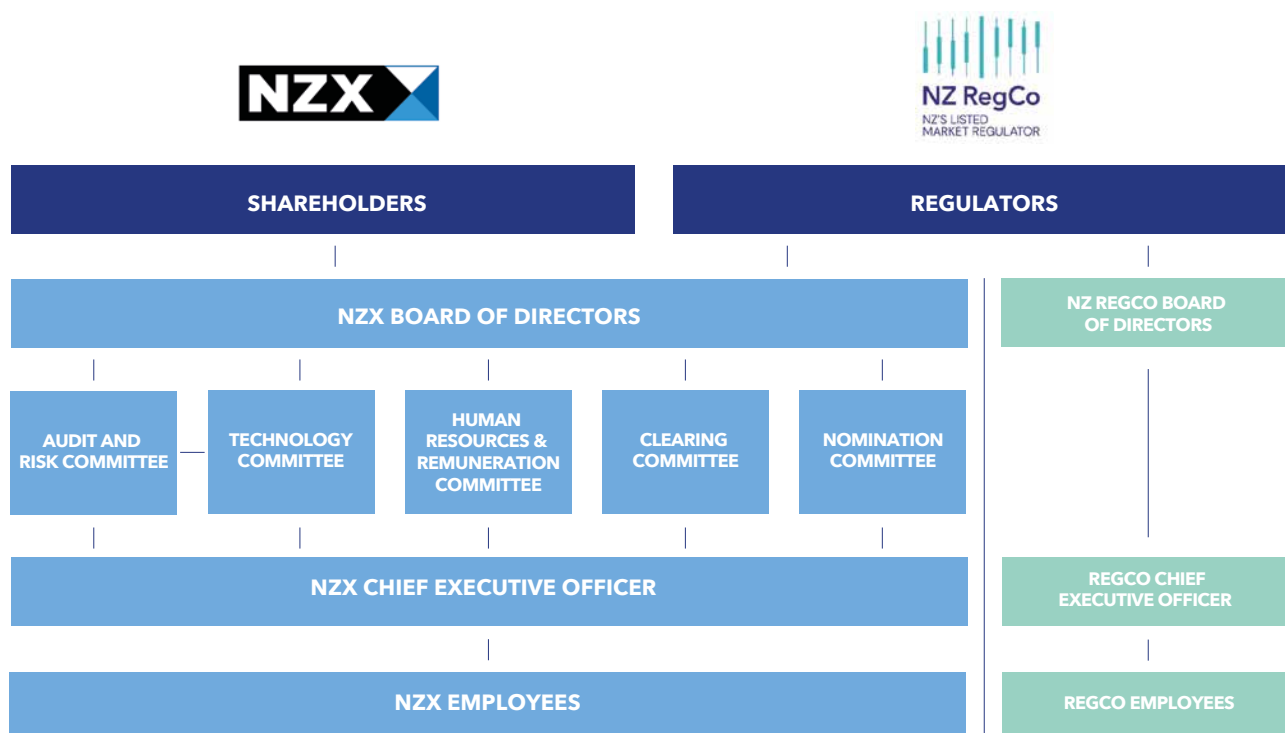 NZX
NZ RegCo
NZ'S LISTED
MARKET REGULATOR
SHAREHOLDERS
REGULATORS
NZX BOARD OF DIRECTORS
NZ REGCO BOARD
OF DIRECTORS
AUDIT AND
RISK COMMITTEE
TECHNOLOGY
COMMITTEE
HUMAN
RESOURCES &
REMUNERATION
COMMITTEE
CLEARING
COMMITTEE
NOMINATION
COMMITTEE
NZX CHIEF EXECUTIVE OFFICER
REGCO CHIEF
EXECUTIVE OFFICER
NZX EMPLOYEES
REGCO EMPLOYEES